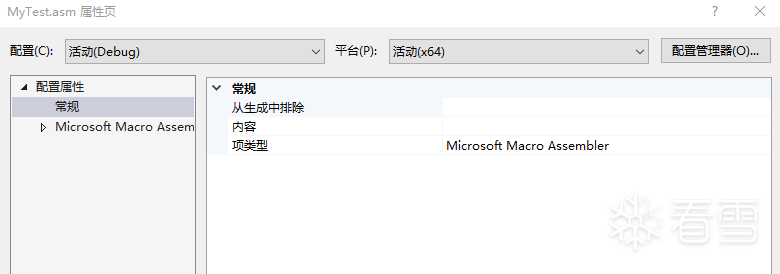 MyTest.asm 属性页
配置(C): 活动(Debug) 平台(P): 活动(x64) 配置管理器(O)...
配置属性
常规
Microsoft Macro Assem
常规
从生成中排除
内容
项类型 Microsoft Macro Assembler
看雪